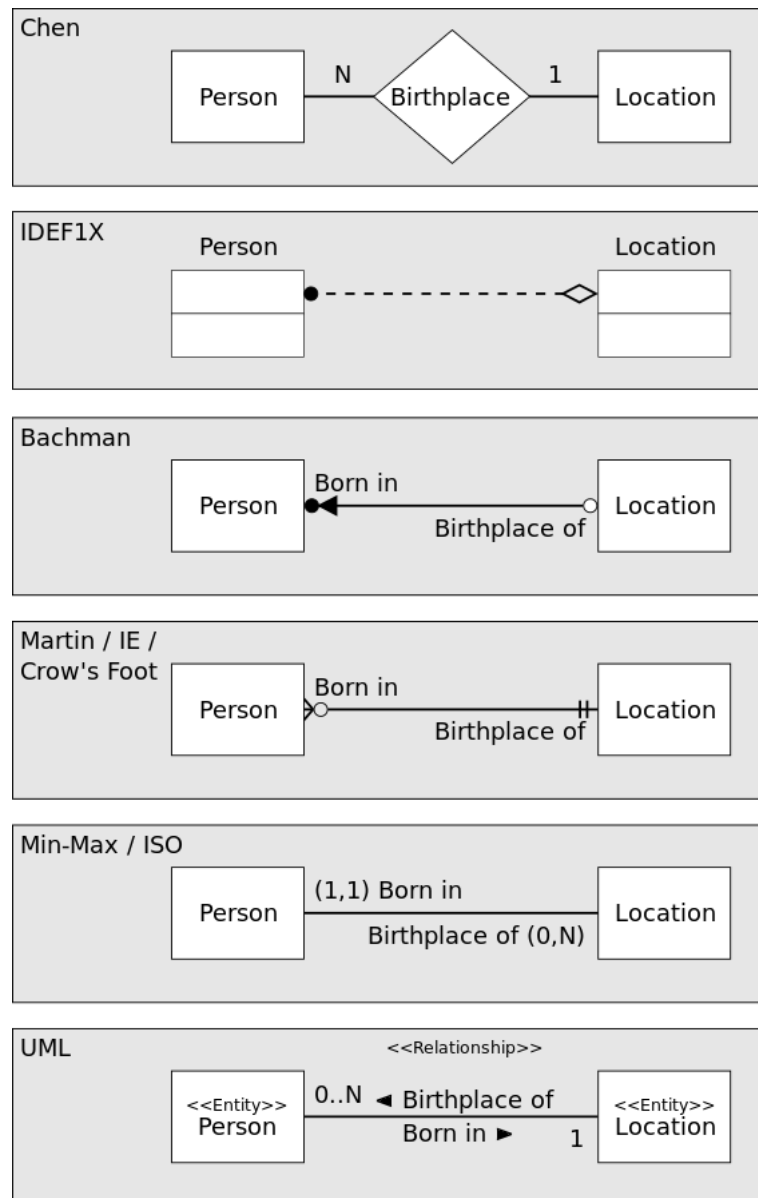 Chen
Person
N
Birthplace
1
Location
IDEF1X
Person
Location
Bachman
Person
Born in
Birthplace of
Location
Martin / IE /
Crow's Foot
Person
Born in
Birthplace of
Location
Min-Max / ISO
Person
(1,1) Born in
Birthplace of (0,N)
Location
UML
<<Relationship>>
<<Entity>>
Person
0..N ◄ Birthplace of
Born in ►
1
<<Entity>>
Location